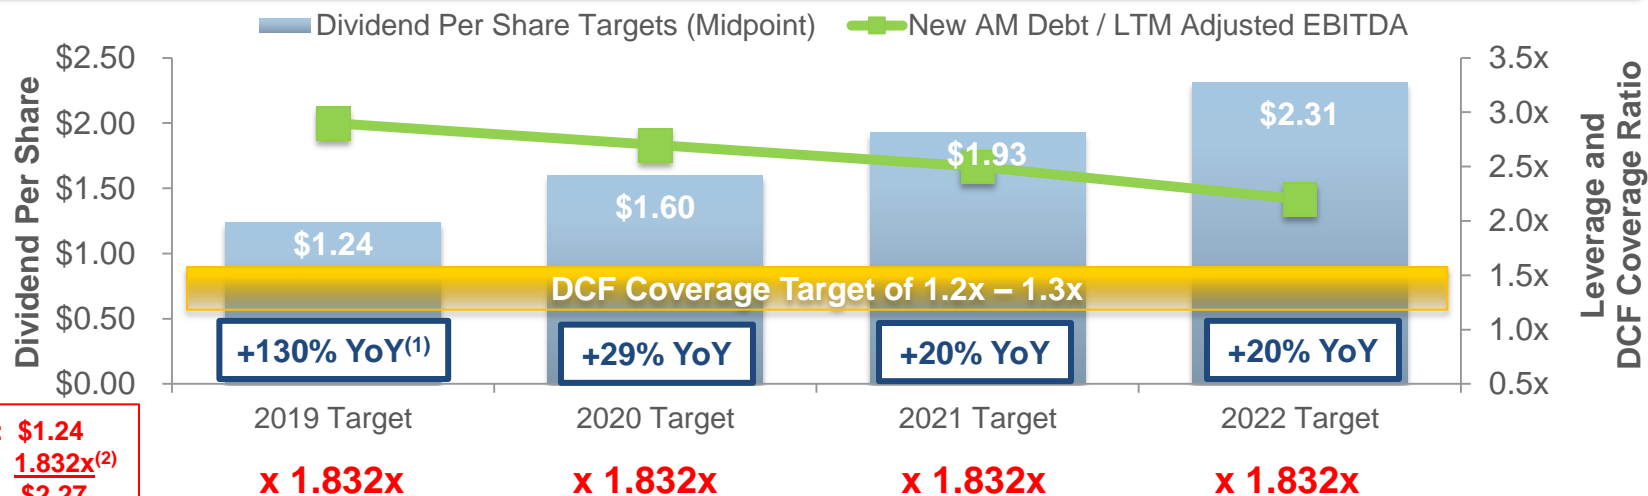 Dividend Per Share Targets (Midpoint) New AM Debt / LTM Adjusted EBITDA
Dividend Per Share
$2.50
$2.00
$1.50
$1.00
$0.50
$0.00
$1.24
$1.60
$1.93
$2.31
DCF Coverage Target of 1.2x – 1.3x
+130% YoY(1)
+29% YoY
+20% YoY
+20% YoY
3.5x
3.0x
2.5x
2.0x
1.5x
1.0x
0.5x
Leverage and
DCF Coverage Ratio
2019 Target 2020 Target 2021 Target 2022 Target
: $1.24
1.832x(2)
$2.27
x 1.832x x 1.832x x 1.832x x 1.832x